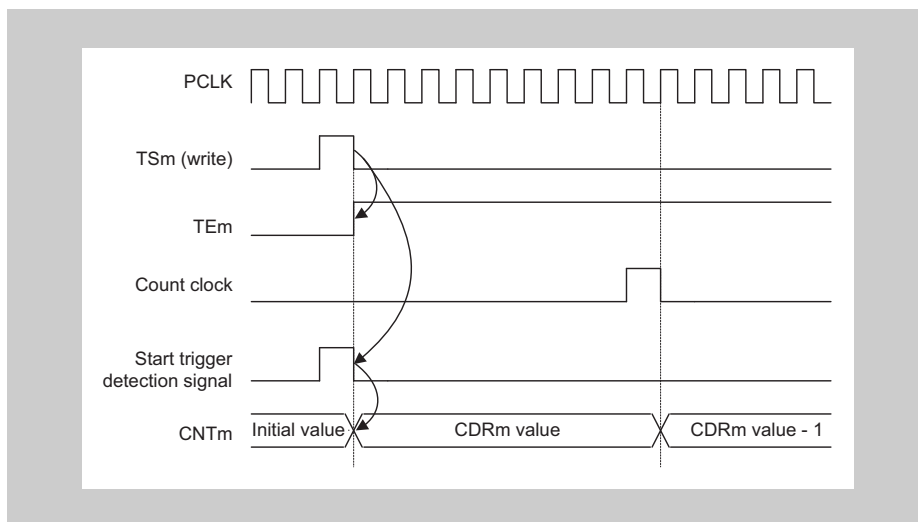 PCLK
TSm (write)
TEm
Count clock
Start trigger
detection signal
CNTm
Initial value
CDRm value
CDRm value - 1